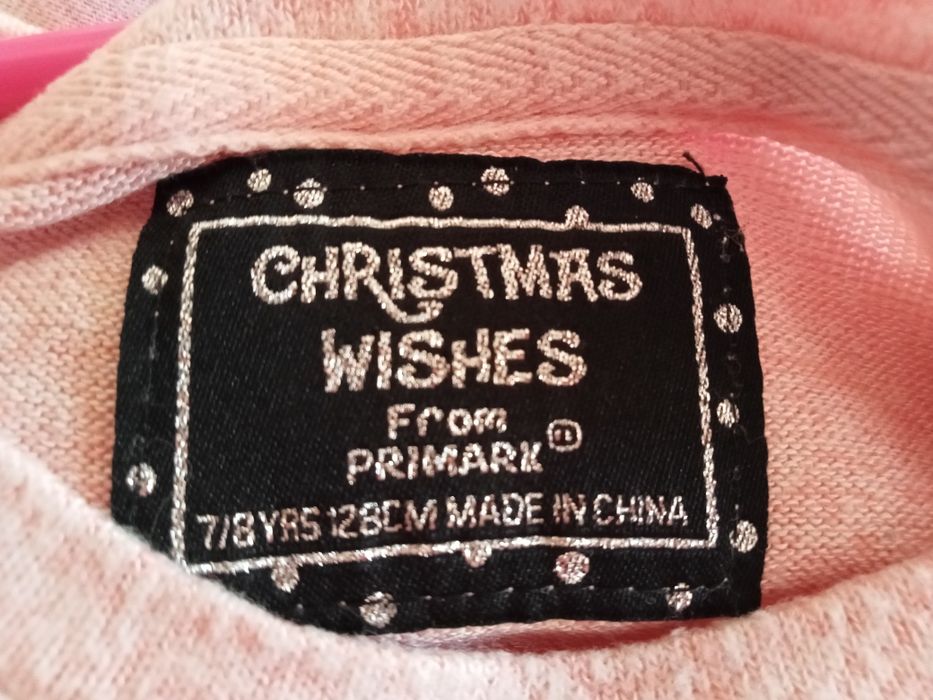 CHRISTMAS
WISHES
From
PRIMARK®
7/8 YRS 128CM MADE IN CHINA